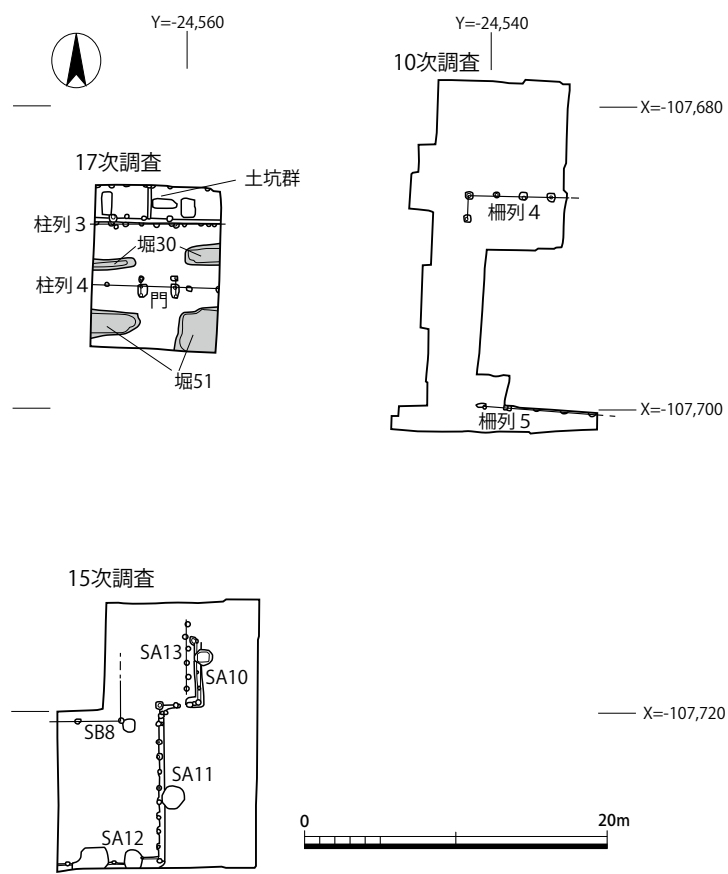 Y=-24,560
Y=-24,540
10次調査
X=-107,680
17次調査
土坑群
柱列3
堀30
柵列4
柱列4
門
堀51
X=-107,700
柵列5
15次調査
SA13
SA10
X=-107,720
SB8
SA11
SA12
0
20m